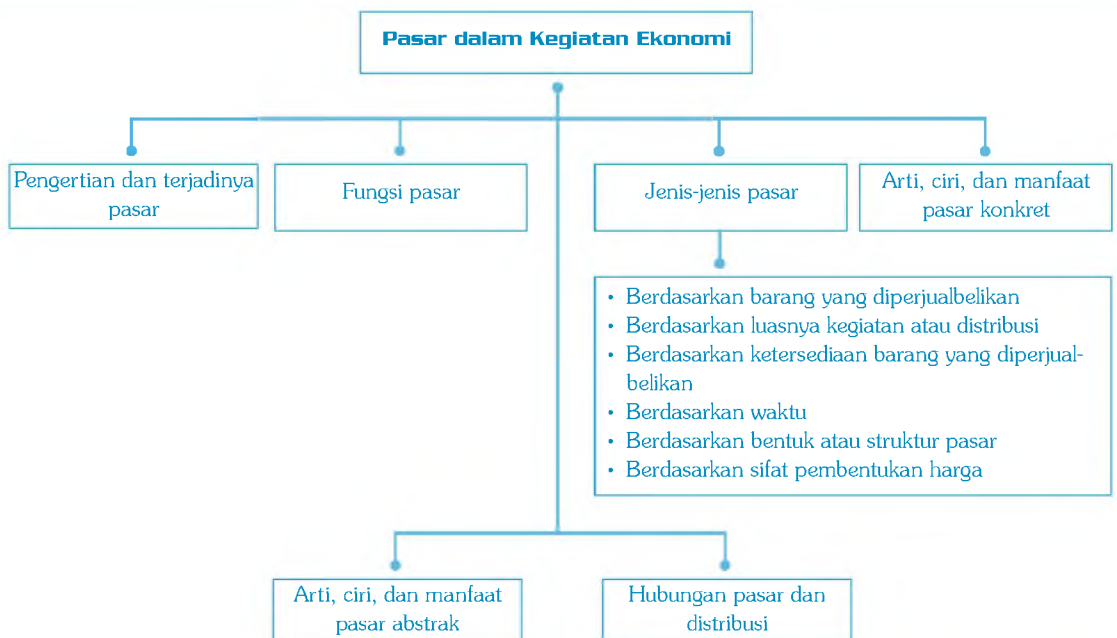 Pasar dalam Kegiatan Ekonomi
Pengertian dan terjadinya
pasar
Fungsi pasar
Jenis-jenis pasar
Arti, ciri, dan manfaat
pasar konkret
• Berdasarkan barang yang diperjualbelikan
• Berdasarkan luasnya kegiatan atau distribusi
• Berdasarkan ketersediaan barang yang diperjual-
belikan
• Berdasarkan waktu
• Berdasarkan bentuk atau struktur pasar
• Berdasarkan sifat pembentukan harga
Arti, ciri, dan manfaat
pasar abstrak
Hubungan pasar dan
distribusi